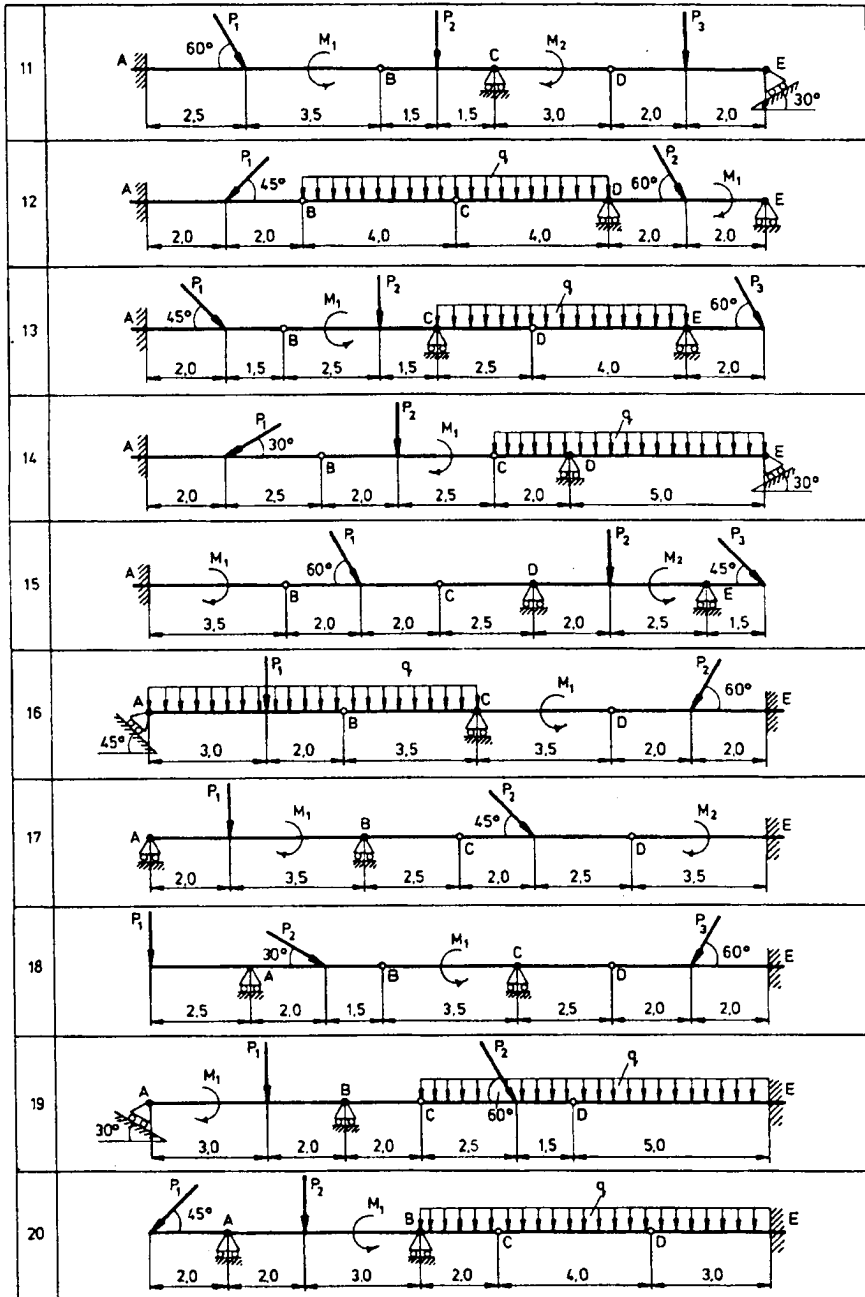 P₁ P₂ P₃
11 A 60° M₁ B C M₂ D E 30°
2,5 3,5 1,5 1,5 3,0 2,0 2,0
P₁ q P₂
12 A 45° B C D 60° M₁ E
2,0 2,0 4,0 4,0 2,0 2,0
P₁ P₂ P₃
13 A 45° B M₁ C q D E 60°
2,0 1,5 2,5 1,5 2,5 4,0 2,0
P₁ P₂ q
14 A 30° B M₁ C D E 30°
2,0 2,5 2,0 2,5 2,0 5,0
P₁ P₂ P₃
15 A M₁ B 60° C D M₂ E 45°
3,5 2,0 2,0 2,5 2,0 2,5 1,5
P₁ q P₂
16 A 45° B C M₁ D 60° E
3,0 2,0 3,5 3,5 2,0 2,0
P₁ P₂
17 A M₁ B C 45° D M₂ E
2,0 3,5 2,5 2,0 2,5 3,5
P₁ P₂ P₃
18 A 30° B M₁ C D 60° E
2,5 2,0 1,5 3,5 2,5 2,0 2,0
P₁ P₂ q
19 A 30° M₁ B C 60° D E
3,0 2,0 2,0 2,5 1,5 5,0
P₁ P₂ q
20 45° A M₁ B C D E
2,0 2,0 3,0 2,0 4,0 3,0